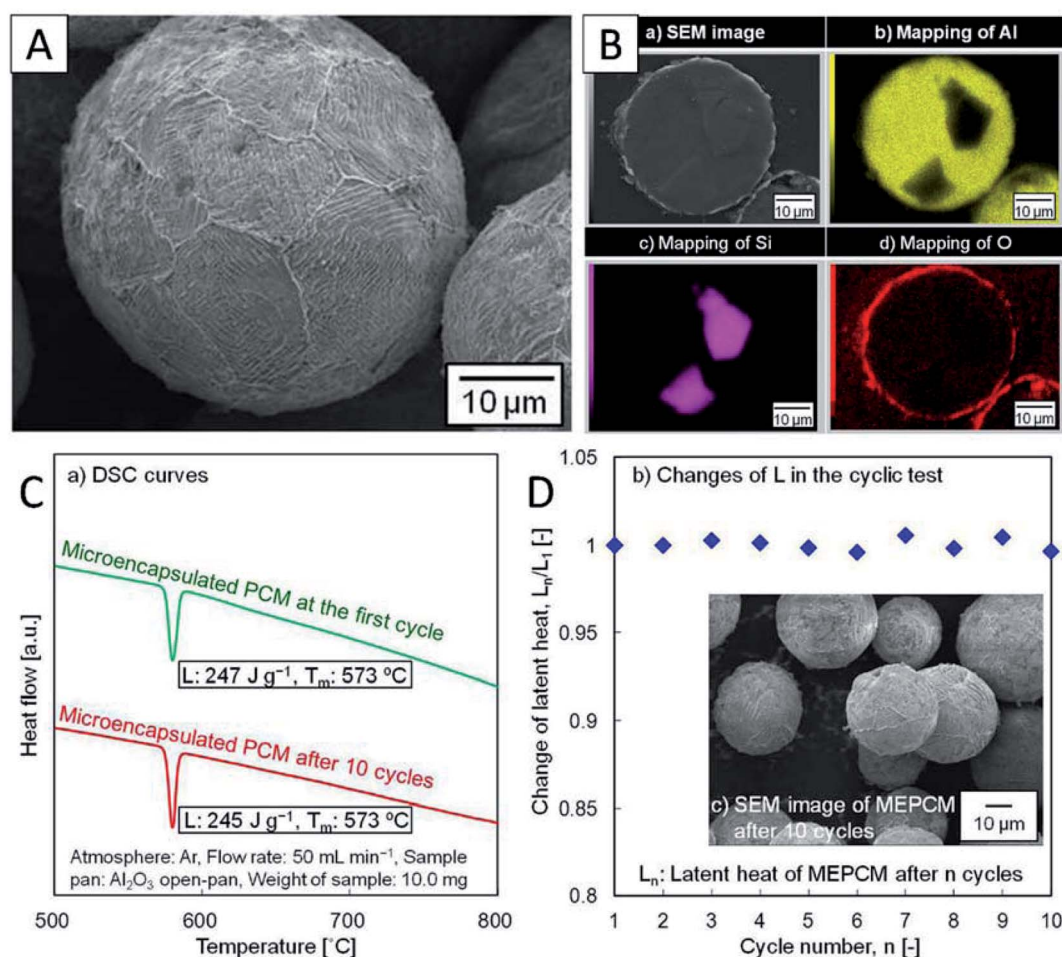 A
10 µm
B
a) SEM image
b) Mapping of Al
10 µm
10 µm
c) Mapping of Si
d) Mapping of O
10 µm
10 µm
C
a) DSC curves
Microencapsulated PCM at the first cycle
L: 247 J g⁻¹, Tₘ: 573 ºC
Microencapsulated PCM after 10 cycles
L: 245 J g⁻¹, Tₘ: 573 ºC
Atmosphere: Ar, Flow rate: 50 mL min⁻¹, Sample
pan: Al₂O₃ open-pan, Weight of sample: 10.0 mg
Heat flow [a.u.]
500
600
700
800
Temperature [˚C]
D
b) Changes of L in the cyclic test
1.05
1
0.95
0.9
0.85
0.8
Change of latent heat, Lₙ/L₁ [-]
c) SEM image of MEPCM
after 10 cycles
10 µm
Lₙ: Latent heat of MEPCM after n cycles
1 2 3 4 5 6 7 8 9 10
Cycle number, n [-]